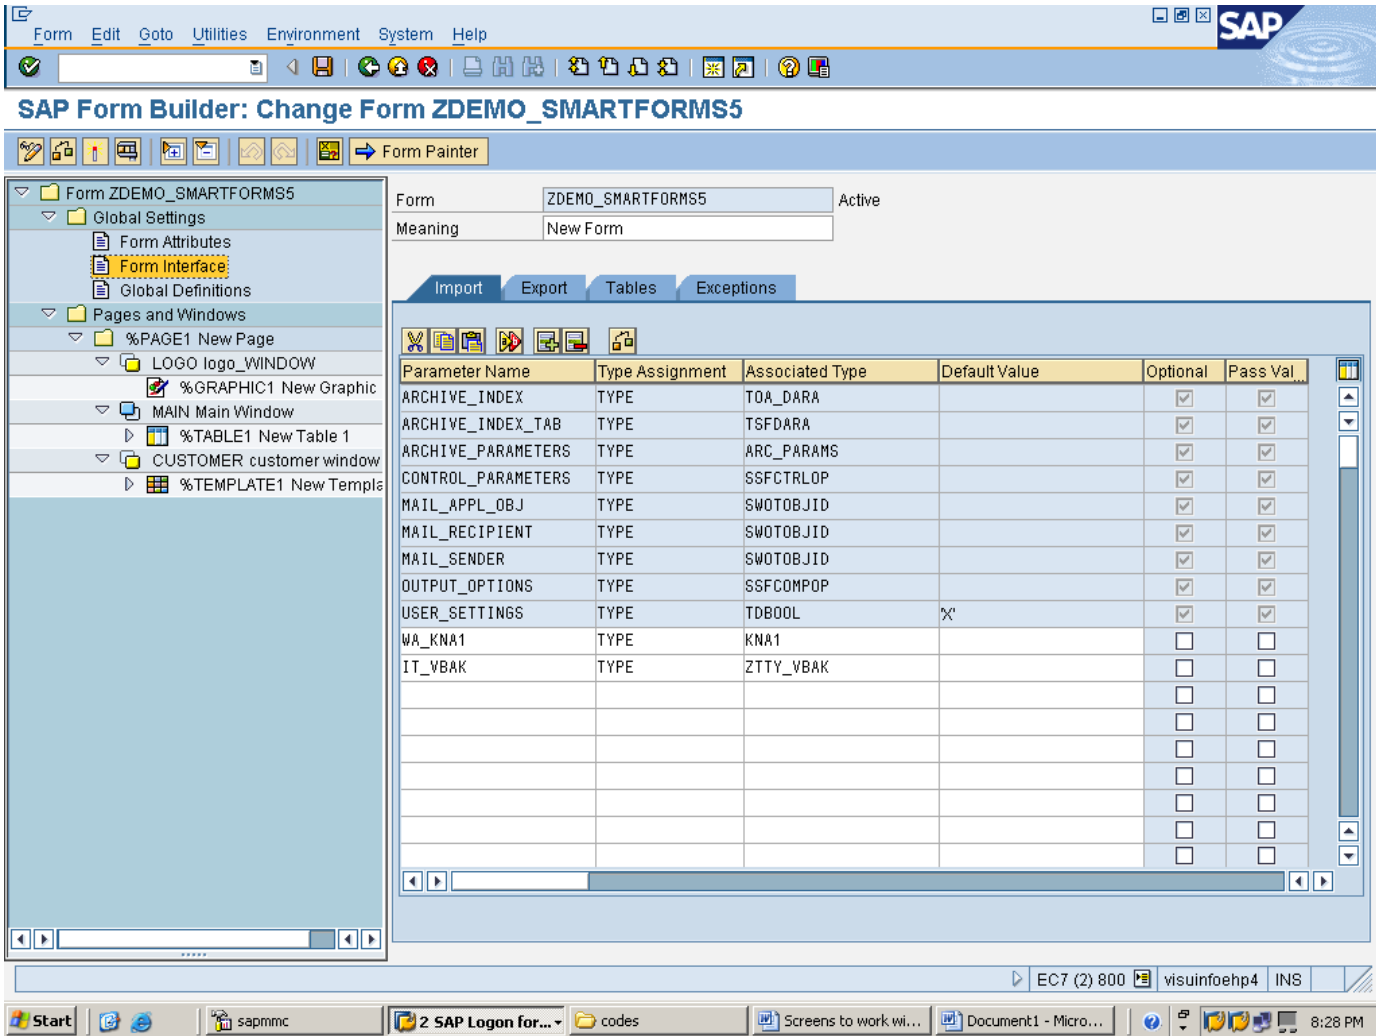 Form Edit Goto Utilities Environment System Help
SAP
SAP Form Builder: Change Form ZDEMO_SMARTFORMS5
Form Painter
Form ZDEMO_SMARTFORMS5
Global Settings
Form Attributes
Form Interface
Global Definitions
Pages and Windows
%PAGE1 New Page
LOGO logo_WINDOW
%GRAPHIC1 New Graphic
MAIN Main Window
%TABLE1 New Table 1
CUSTOMER customer window
%TEMPLATE1 New Templa
Form ZDEMO_SMARTFORMS5 Active
Meaning New Form
Import Export Tables Exceptions
Parameter Name Type Assignment Associated Type Default Value Optional Pass Val...
ARCHIVE_INDEX TYPE TOA_DARA
ARCHIVE_INDEX_TAB TYPE TSFDARA
ARCHIVE_PARAMETERS TYPE ARC_PARAMS
CONTROL_PARAMETERS TYPE SSFCTRLOP
MAIL_APPL_OBJ TYPE SWOTOBJID
MAIL_RECIPIENT TYPE SWOTOBJID
MAIL_SENDER TYPE SWOTOBJID
OUTPUT_OPTIONS TYPE SSFCOMPOP
USER_SETTINGS TYPE TDBOOL 'X'
WA_KNA1 TYPE KNA1
IT_VBAK TYPE ZTTY_VBAK
EC7 (2) 800 visuinfoehp4 INS
Start sapmmc 2 SAP Logon for... codes Screens to work wi... Document1 - Micro... 8:28 PM